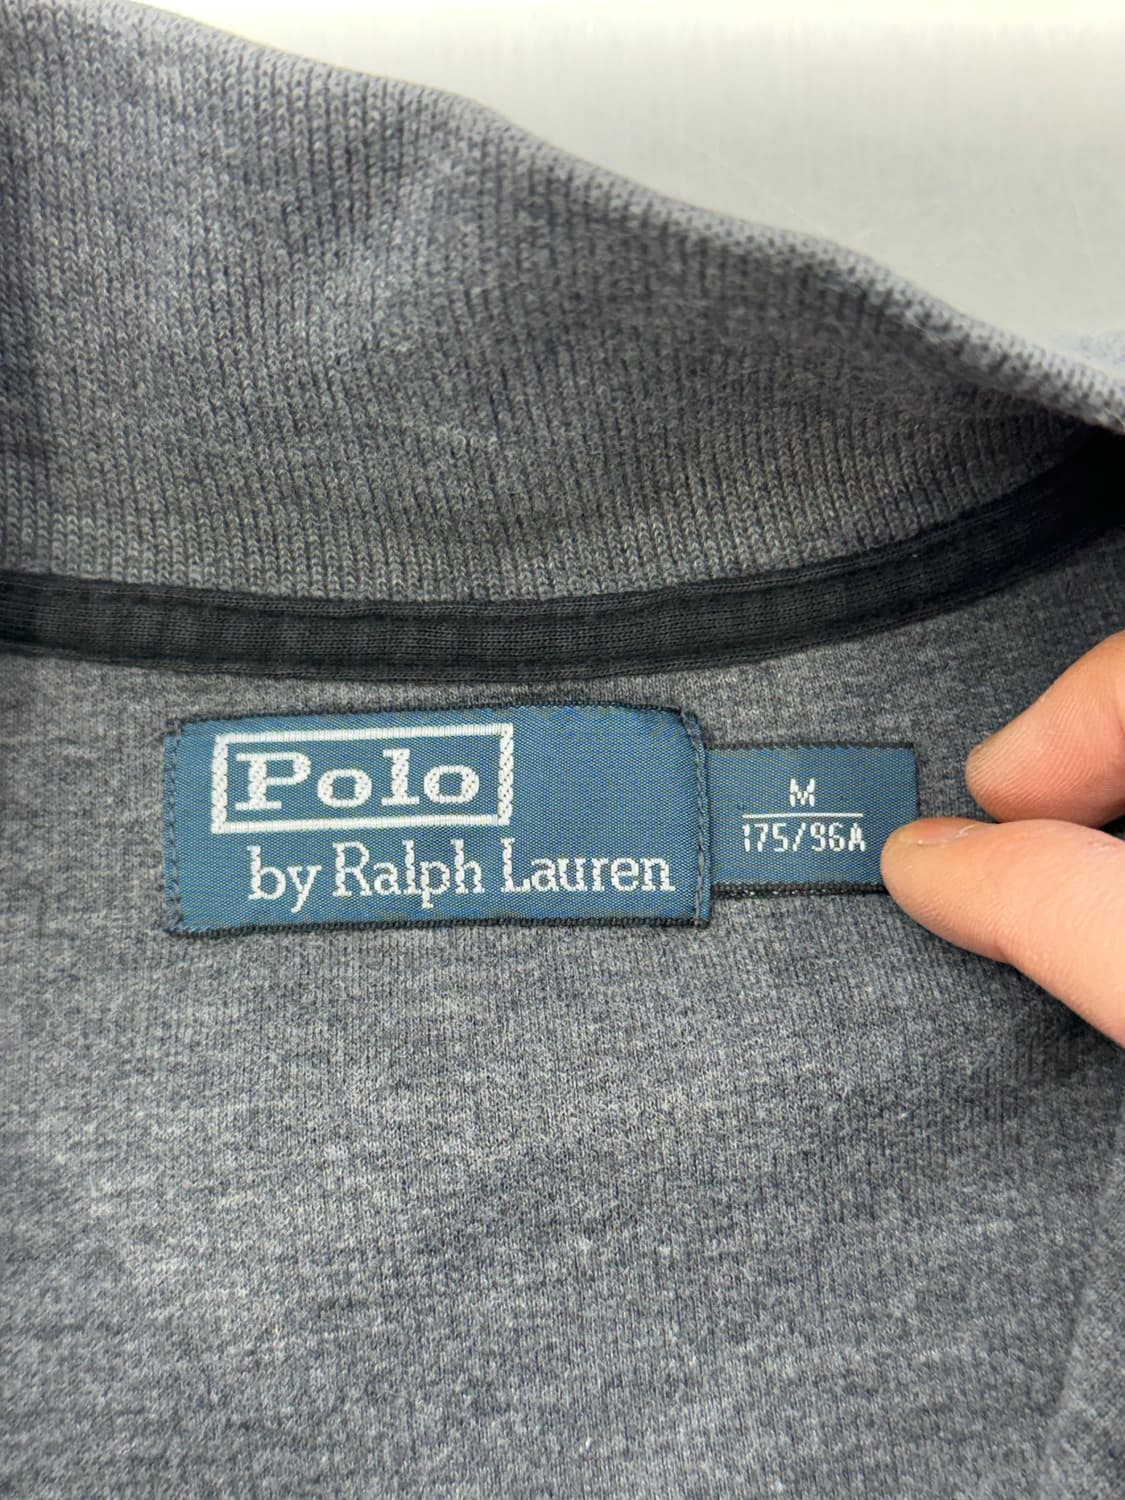 Polo
by Ralph Lauren
M
175/96A